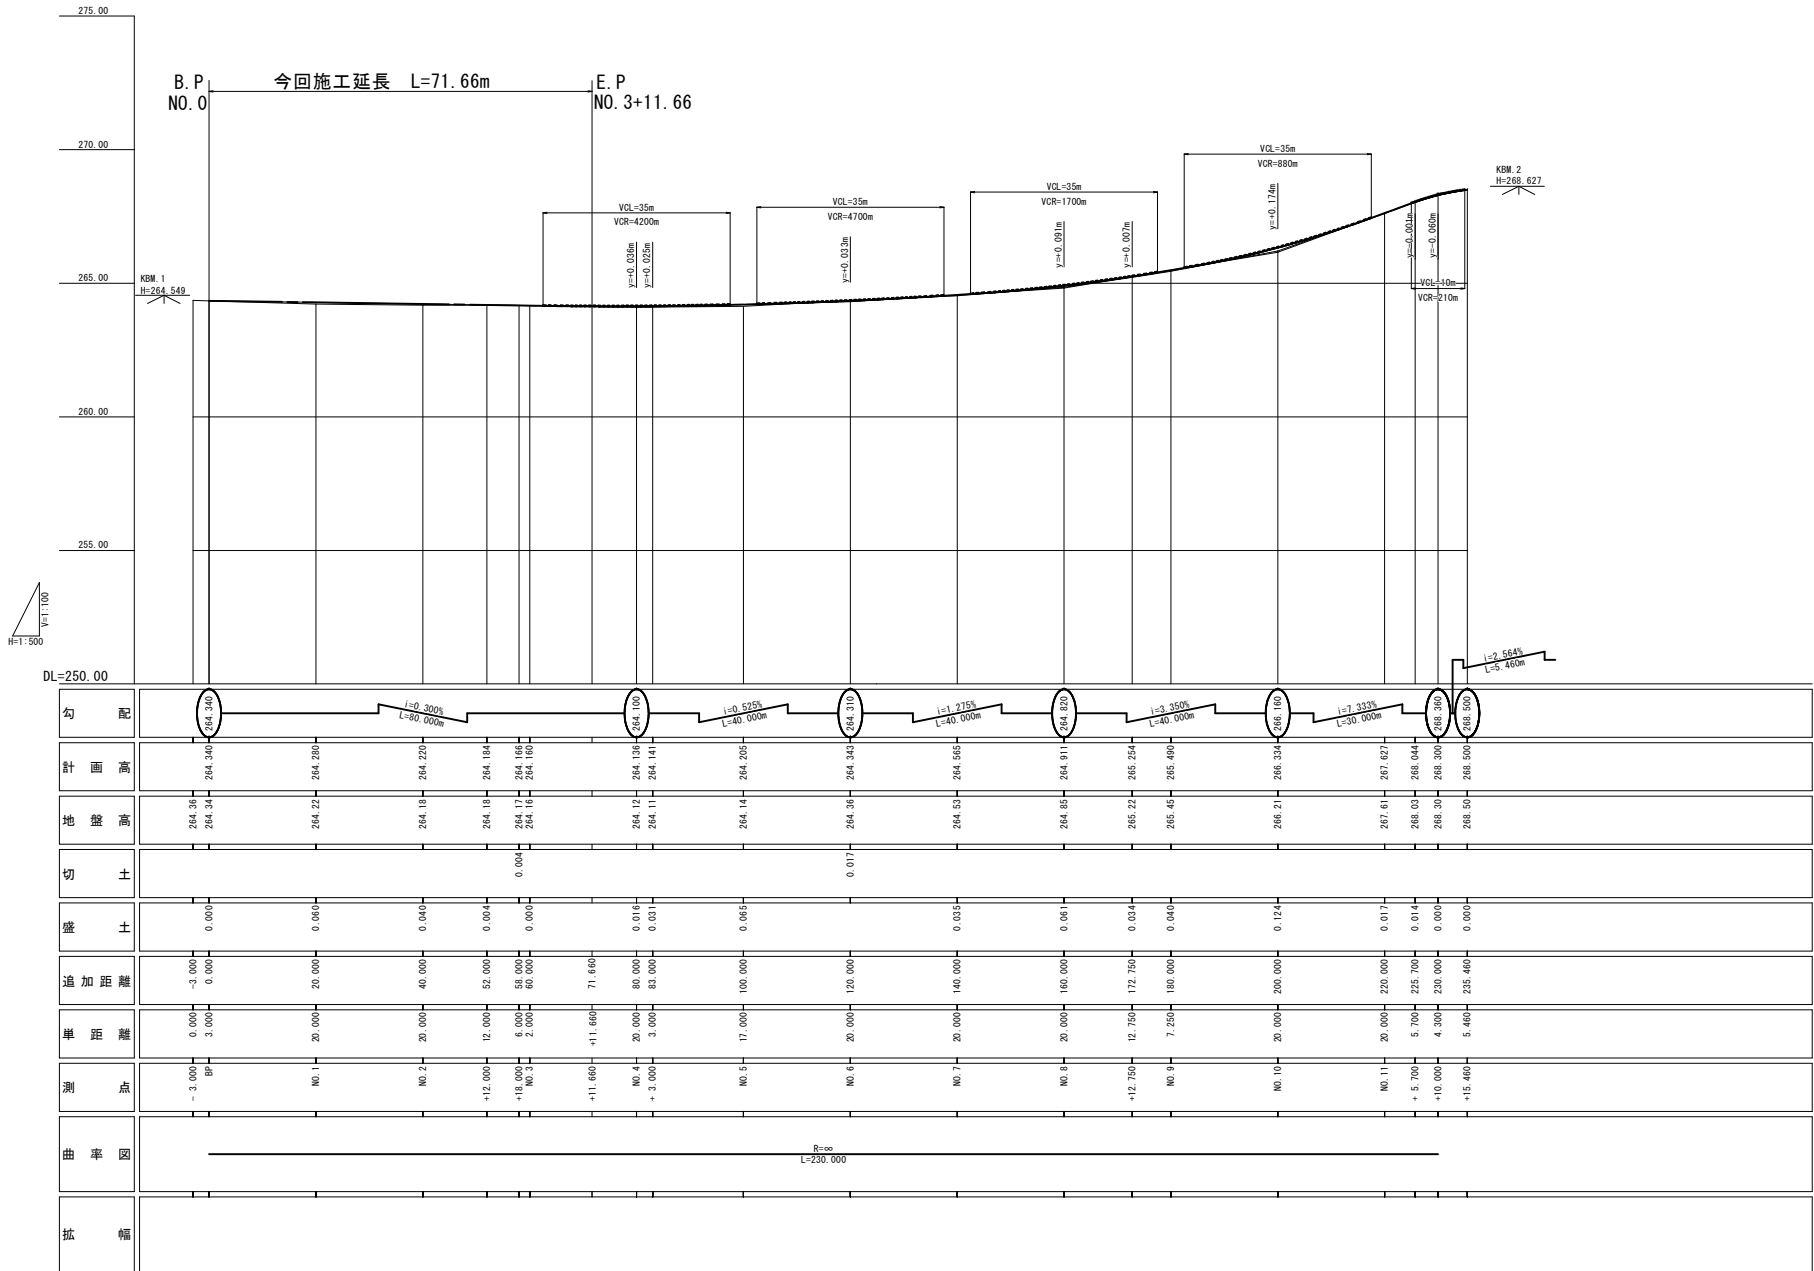 275.00
B.P
NO.0
今回施工延長 L=71.66m
E.P
NO.3+11.66
270.00
VCL=35m
VCR=880m
KBM.2
H=268.627
VCL=35m
VCR=1700m
VCL=35m
VCR=4700m
VCL=35m
VCR=4200m
y=+0.036m
y=+0.025m
y=+0.033m
y=+0.091m
y=+0.007m
y=+0.174m
y=-0.001m
y=-0.060m
VCL=10m
VCR=210m
265.00
KBM.1
H=264.549
260.00
255.00
V=1:100
H=1:500
DL=250.00
i=2.564%
L=5.460m
勾配
264.340
i=0.300%
L=80.000m
264.100
i=0.525%
L=40.000m
264.310
i=1.275%
L=40.000m
264.820
i=3.350%
L=40.000m
266.160
i=7.333%
L=30.000m
268.360
268.500
計画高
264.340
264.280
264.220
264.184
264.166
264.160
264.136
264.141
264.205
264.343
264.565
264.911
265.254
265.490
266.334
267.627
268.044
268.300
268.500
地盤高
264.36
264.34
264.22
264.18
264.18
264.17
264.16
264.12
264.11
264.14
264.36
264.53
264.85
265.22
265.45
266.21
267.61
268.03
268.30
268.50
切土
0.004
0.017
盛土
0.000
0.060
0.040
0.004
0.000
0.016
0.031
0.065
0.035
0.061
0.034
0.040
0.124
0.017
0.014
0.000
0.000
追加距離
-3.000
0.000
20.000
40.000
52.000
58.000
60.000
71.660
80.000
83.000
100.000
120.000
140.000
160.000
172.750
180.000
200.000
220.000
225.700
230.000
235.460
単距離
0.000
3.000
20.000
20.000
12.000
6.000
2.000
+11.660
20.000
3.000
17.000
20.000
20.000
20.000
12.750
7.250
20.000
20.000
5.700
4.300
5.460
測点
- 3.000
BP
NO.1
NO.2
+12.000
+18.000
NO.3
+11.660
NO.4
+ 3.000
NO.5
NO.6
NO.7
NO.8
+12.750
NO.9
NO.10
NO.11
+ 5.700
+10.000
+15.460
曲率図
R=∞
L=230.000
拡幅